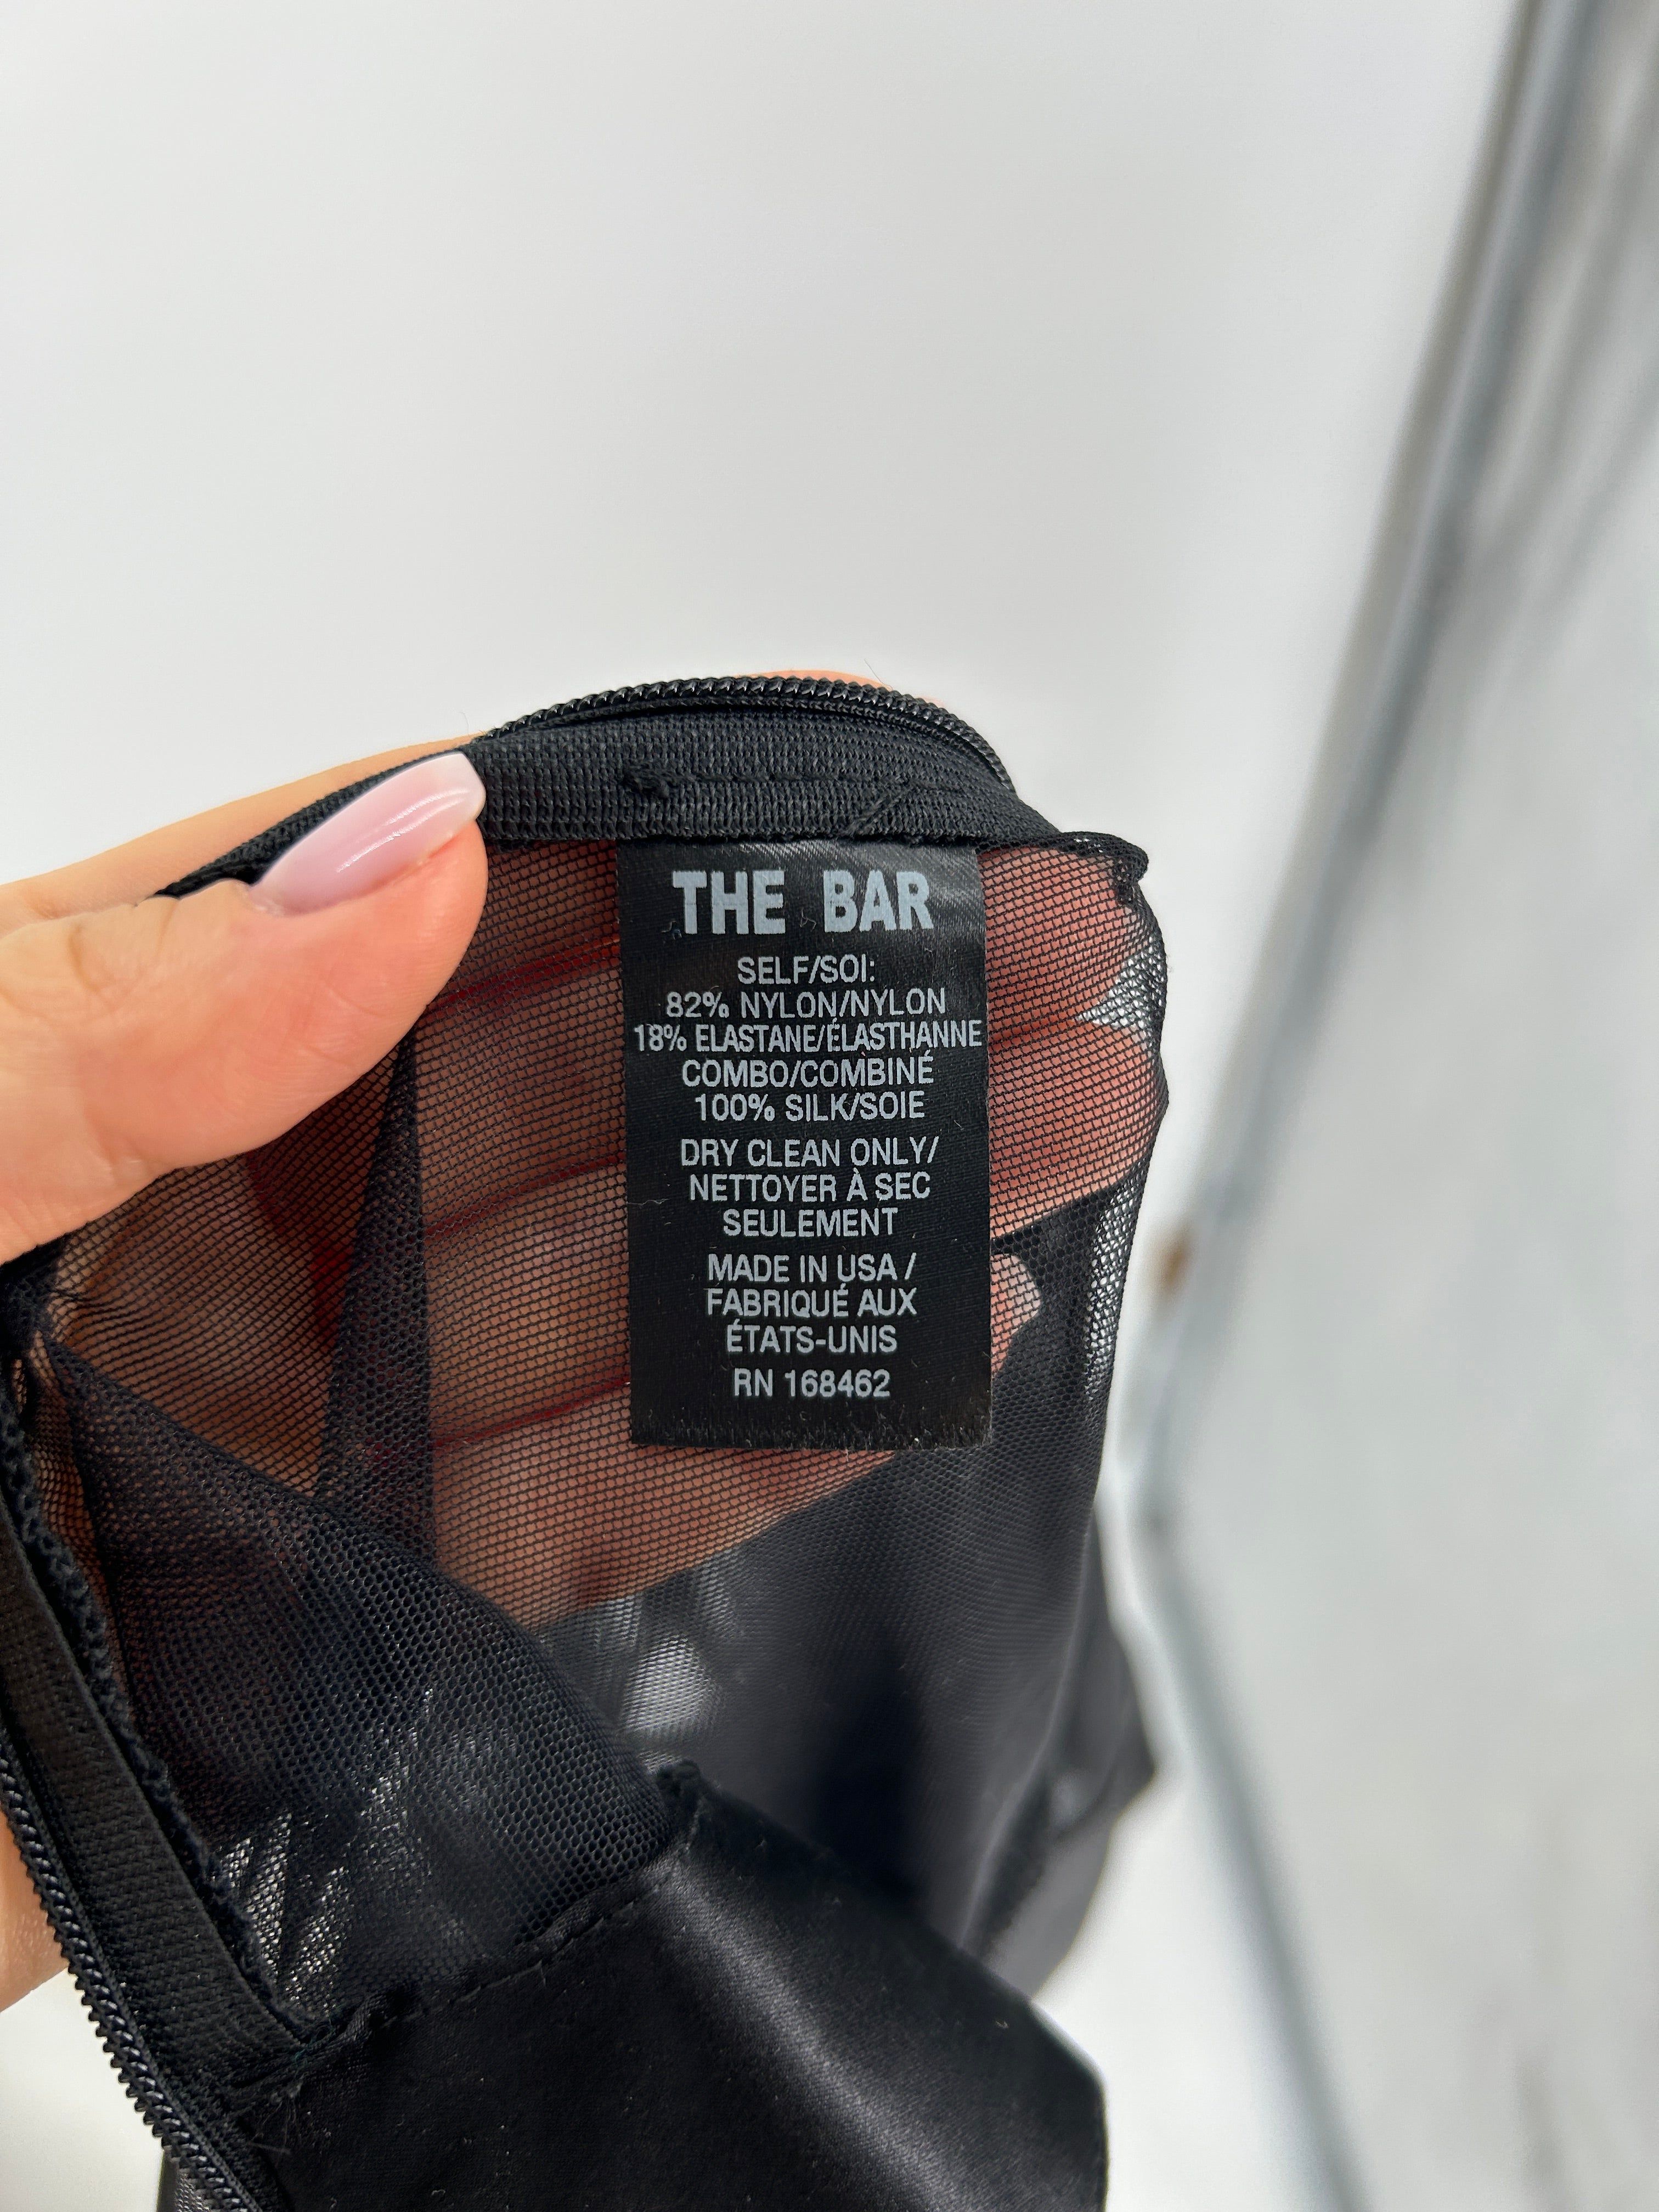 THE BAR
SELF/SOI:
82% NYLON/NYLON
18% ELASTANE/ÉLASTHANNE
COMBO/COMBINÉ
100% SILK/SOIE
DRY CLEAN ONLY/
NETTOYER À SEC
SEULEMENT
MADE IN USA /
FABRIQUÉ AUX
ÉTATS-UNIS
RN 168462